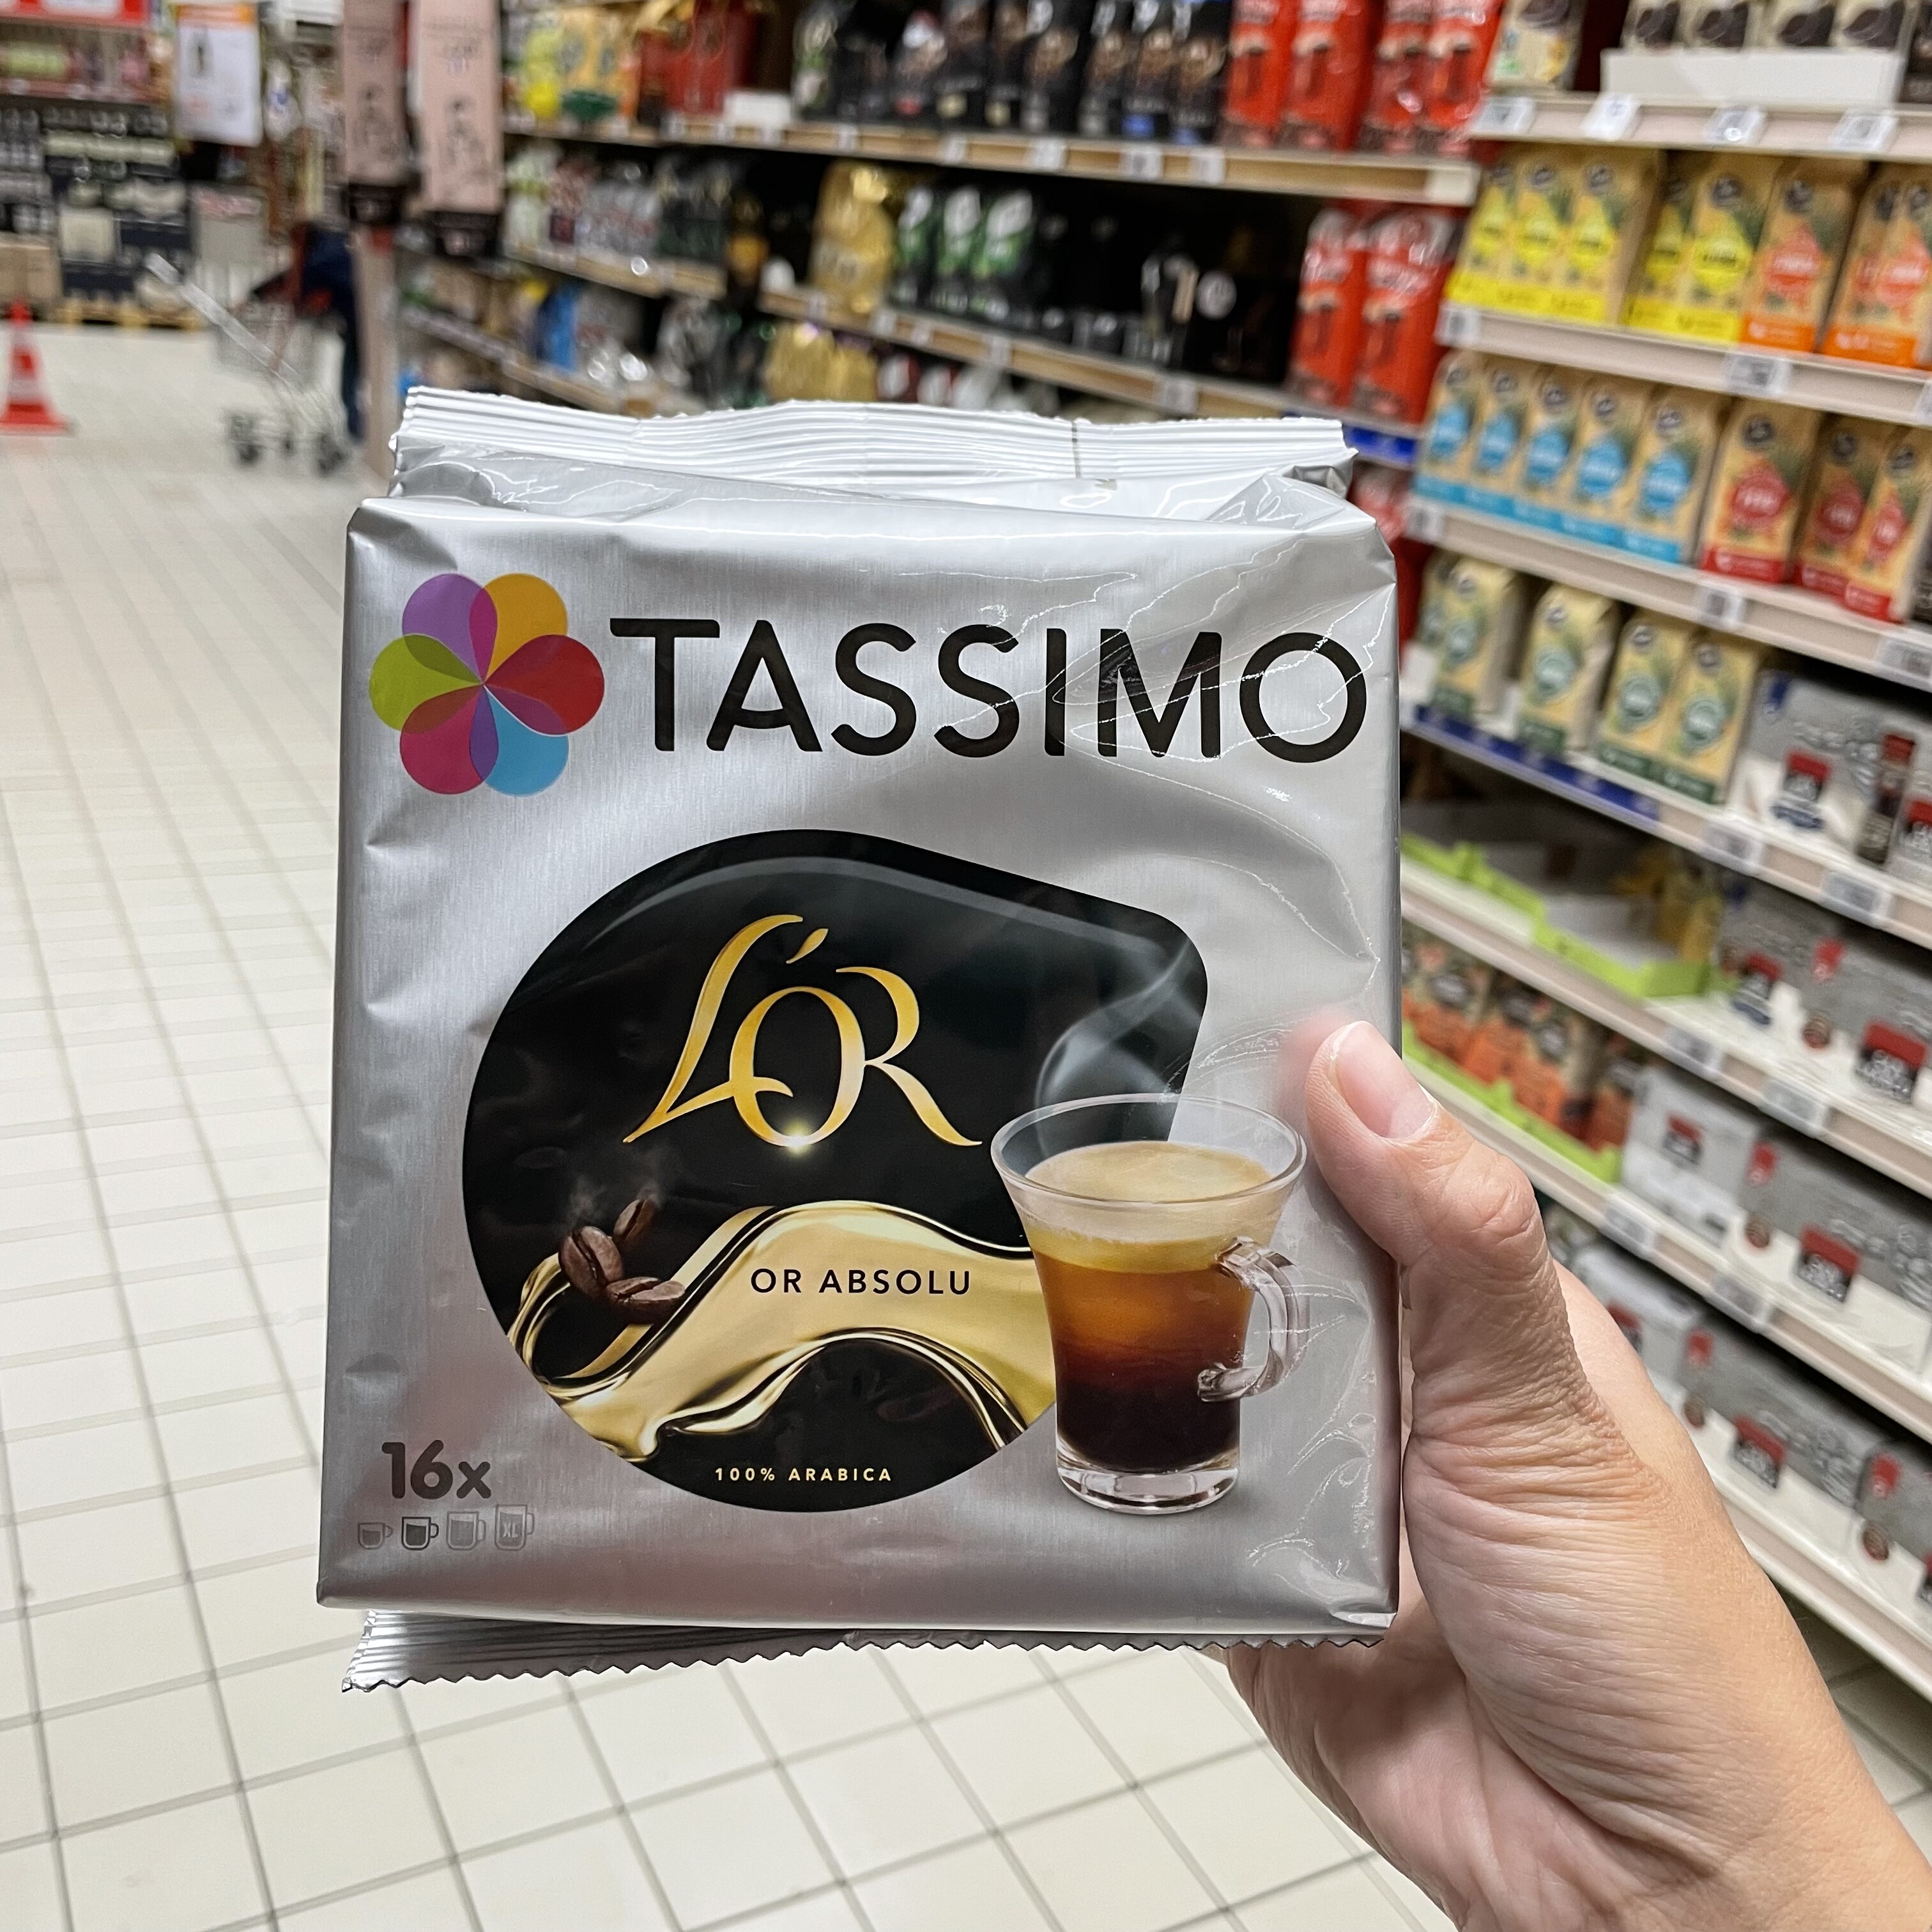 TASSIMO
L'OR
OR ABSOLU
100% ARABICA
16x
XL